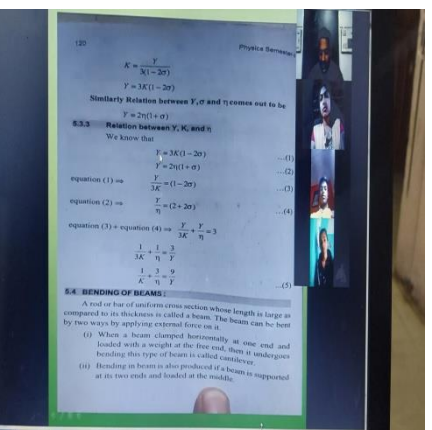 120
Physics Semester
K = Y / 3(1 − 2σ)
Y = 3K(1 − 2σ)
Similarly Relation between Y, σ and η comes out to be
Y = 2η(1 + σ)
5.3.3 Relation between Y, K, and η
We know that
Y = 3K(1 − 2σ) ...(1)
Y = 2η(1 + σ) ...(2)
equation (1) ⇒ Y / 3K = (1 − 2σ) ...(3)
equation (2) ⇒ Y / η = (2 + 2σ) ...(4)
equation (3) + equation (4) ⇒ Y / 3K + Y / η = 3
1 / 3K + 1 / η = 3 / Y
1 / K + 3 / η = 9 / Y ...(5)
5.4 BENDING OF BEAMS :
A rod or bar of uniform cross section whose length is large as
compared to its thickness is called a beam. The beam can be bent
by two ways by applying external force on it.
(i) When a beam clamped horizontally at one end and
loaded with a weight at the free end, then it undergoes
bending this type of beam is called cantilever.
(ii) Bending in beam is also produced if a beam is supported
at its two ends and loaded at the middle.